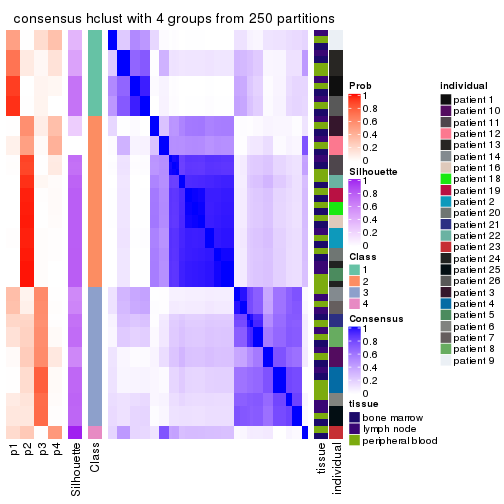 consensus hclust with 4 groups from 250 partitions
p1
p2
p3
p4
Silhouette
Class
tissue
individual
Prob
1
0.8
0.6
0.4
0.2
0
Silhouette
1
0.8
0.6
0.4
0.2
0
Class
1
2
3
4
Consensus
1
0.8
0.6
0.4
0.2
0
tissue
bone marrow
lymph node
peripheral blood
individual
patient 1
patient 10
patient 11
patient 12
patient 13
patient 14
patient 16
patient 18
patient 19
patient 2
patient 20
patient 21
patient 22
patient 23
patient 24
patient 25
patient 26
patient 3
patient 4
patient 5
patient 6
patient 7
patient 8
patient 9